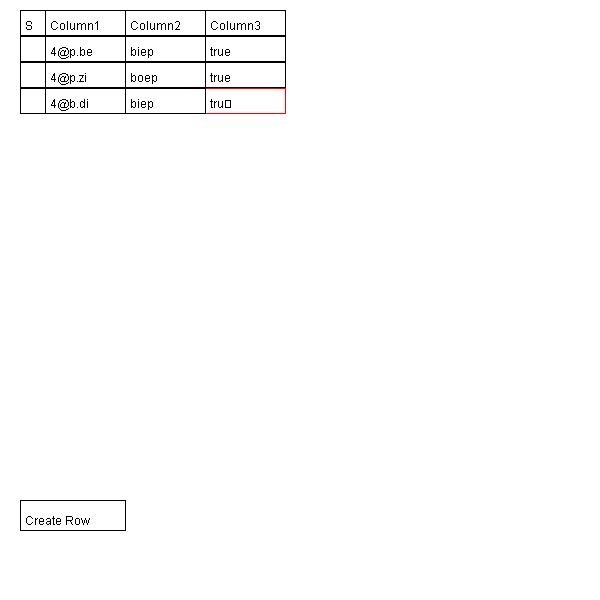 S Column1 Column2 Column3
4@p.be biep true
4@p.zi boep true
4@b.di biep tru▯
Create Row